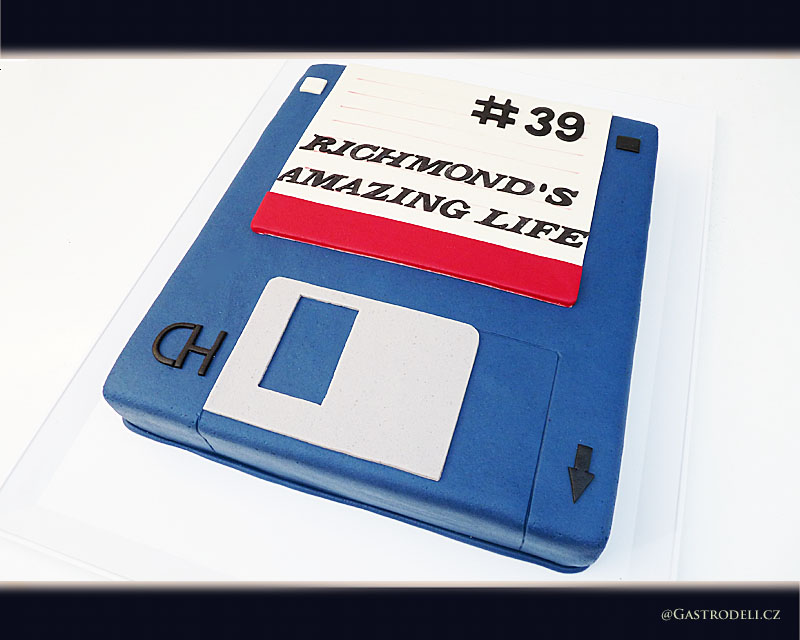 #39
RICHMOND'S
AMAZING LIFE
CH
@GASTRODELI.CZ